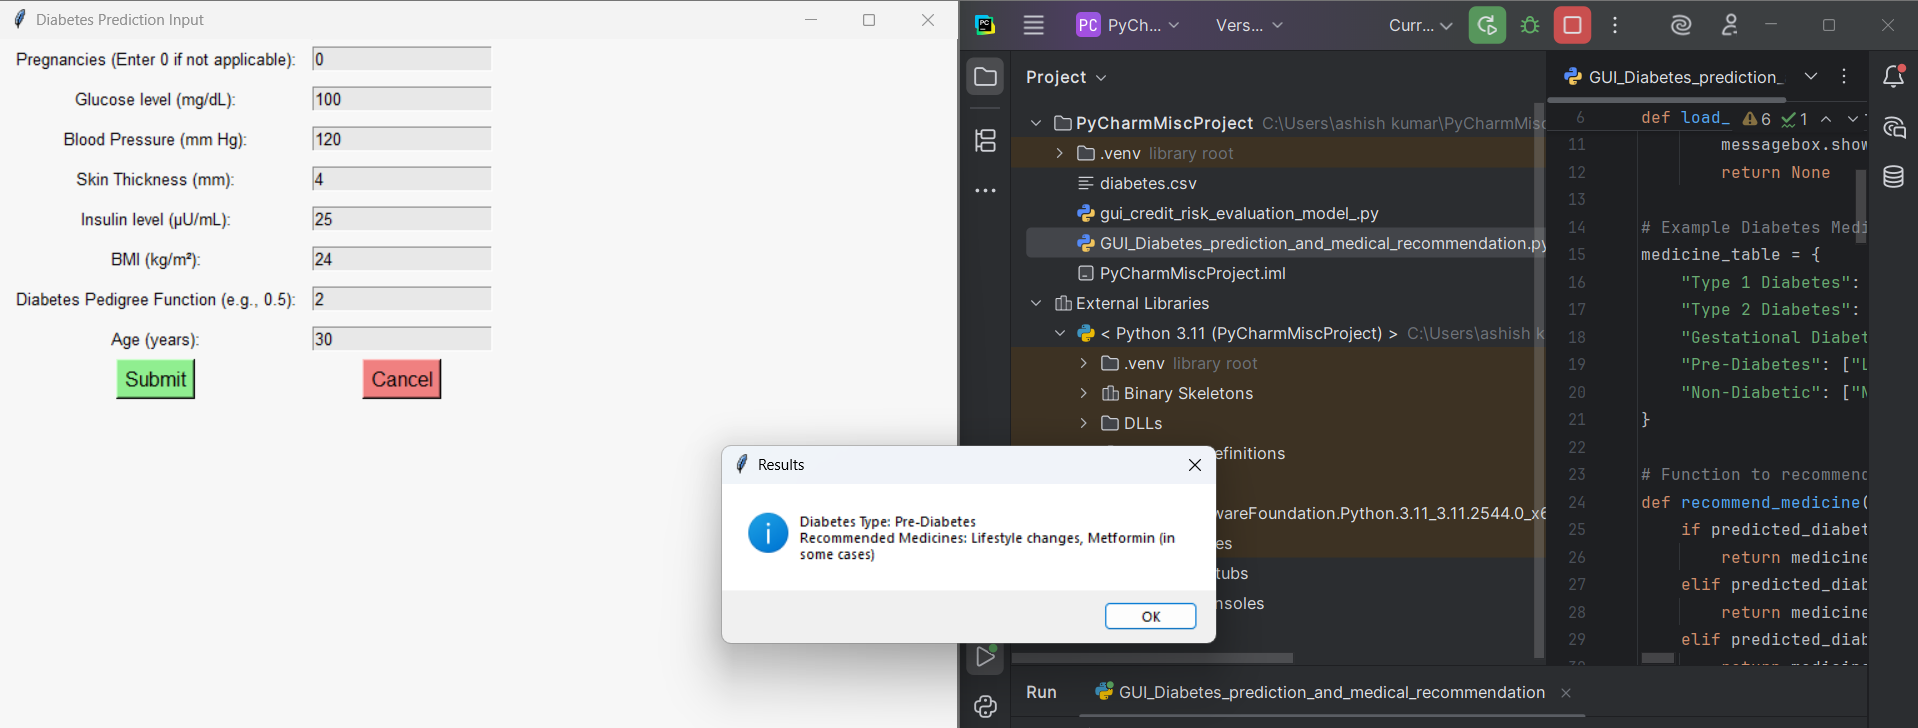 Diabetes Prediction Input
Pregnancies (Enter 0 if not applicable): 0
Glucose level (mg/dL): 100
Blood Pressure (mm Hg): 120
Skin Thickness (mm): 4
Insulin level (μU/mL): 25
BMI (kg/m²): 24
Diabetes Pedigree Function (e.g., 0.5): 2
Age (years): 30
Submit Cancel
Results
Diabetes Type: Pre-Diabetes
Recommended Medicines: Lifestyle changes, Metformin (in
some cases)
OK
PC PC PyCh... Vers... Curr...
Project
PyCharmMiscProject C:\Users\ashish kumar\PyCharmMisc
.venv library root
diabetes.csv
gui_credit_risk_evaluation_model_.py
GUI_Diabetes_prediction_and_medical_recommendation.py
PyCharmMiscProject.iml
External Libraries
< Python 3.11 (PyCharmMiscProject) > C:\Users\ashish k
.venv library root
Binary Skeletons
DLLs
efinitions
wareFoundation.Python.3.11_3.11.2544.0_x6
es
tubs
nsoles
GUI_Diabetes_prediction_
6 def load_ 6 1
11 messagebox.show
12 return None
13
14 # Example Diabetes Medi
15 medicine_table = {
16 "Type 1 Diabetes":
17 "Type 2 Diabetes":
18 "Gestational Diabet
19 "Pre-Diabetes": ["L
20 "Non-Diabetic": ["N
21 }
22
23 # Function to recommend
24 def recommend_medicine(
25 if predicted_diabet
26 return medicine
27 elif predicted_diab
28 return medicine
29 elif predicted_diab
30 return medicine
Run GUI_Diabetes_prediction_and_medical_recommendation